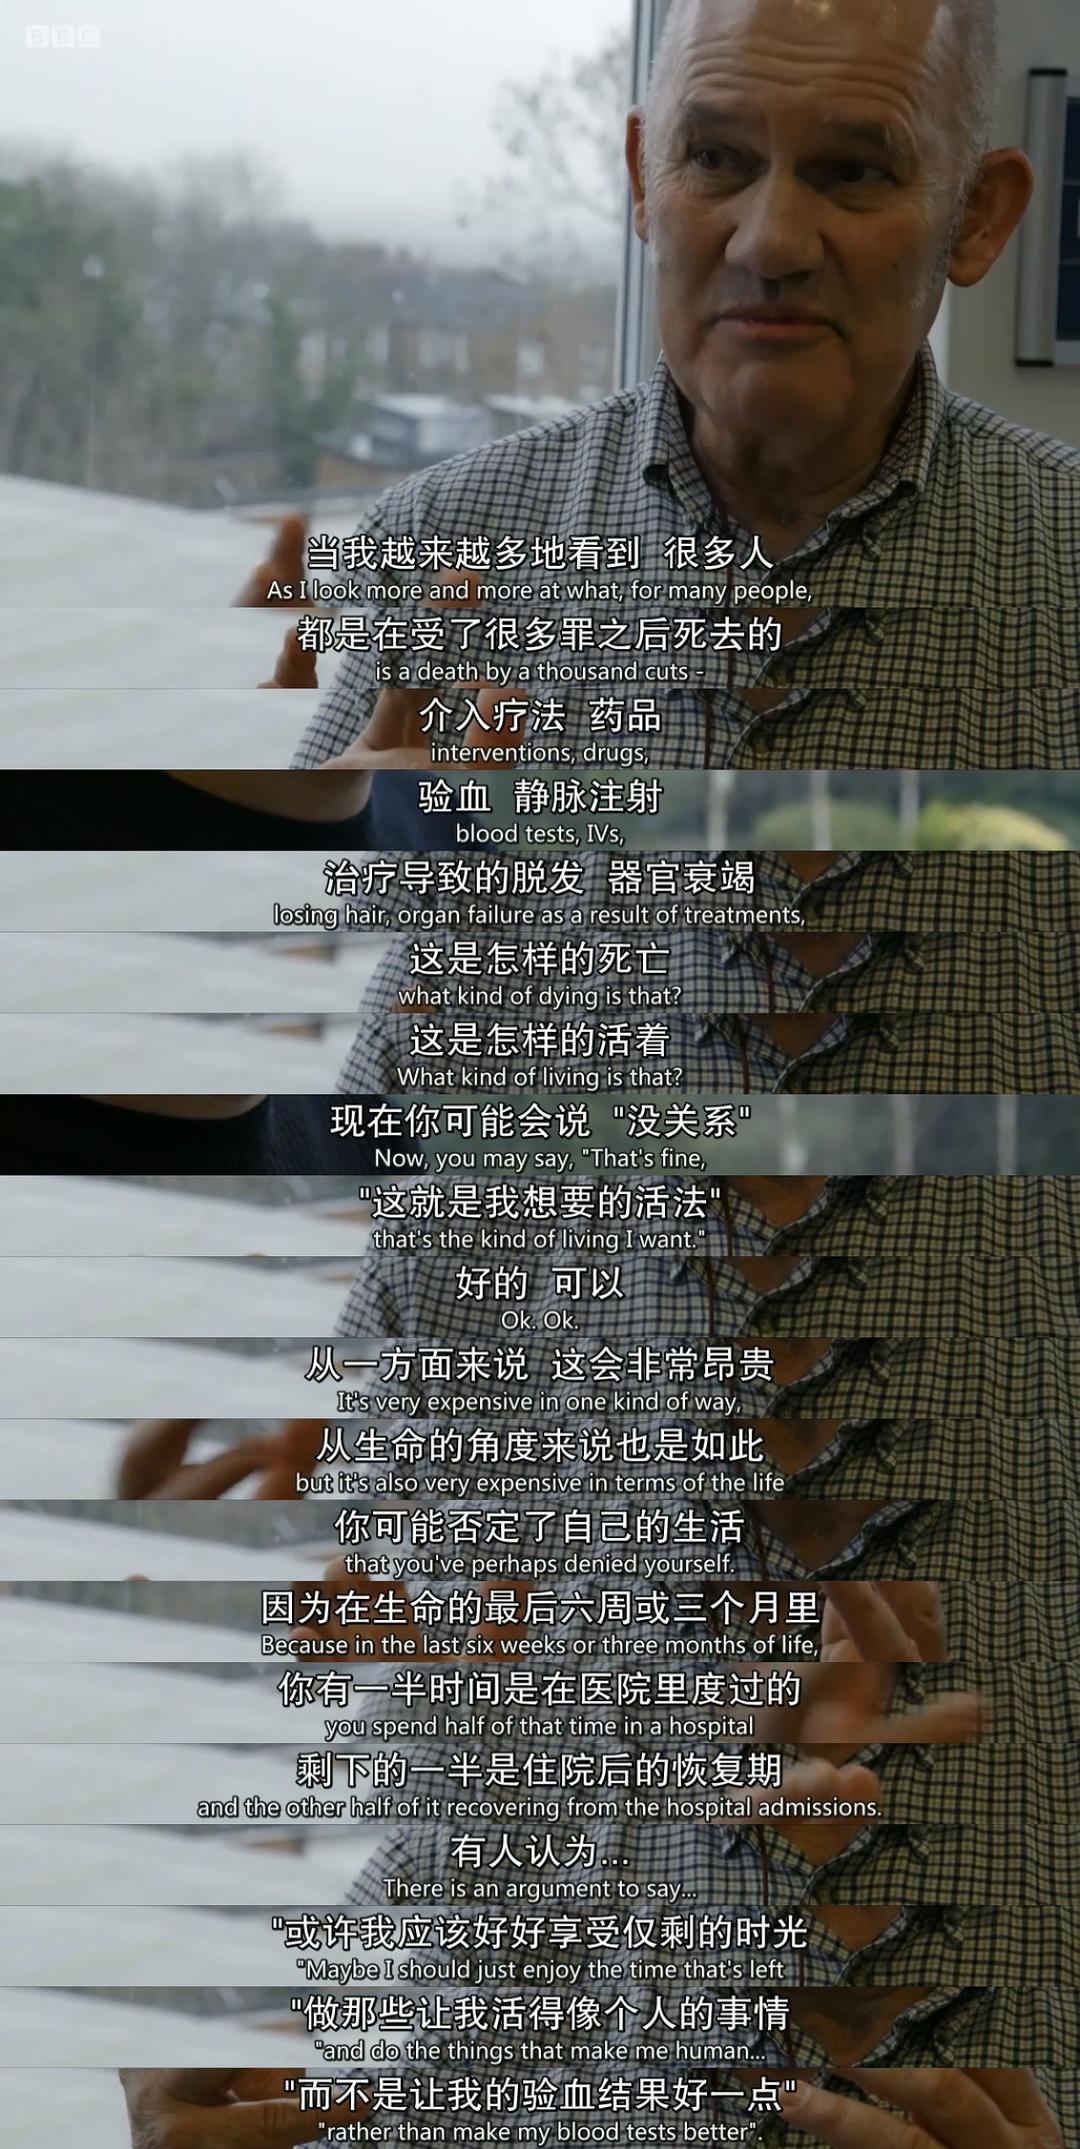 BBC
当我越来越多地看到 很多人
As I look more and more at what, for many people,
都是在受了很多罪之后死去的
is a death by a thousand cuts -
介入疗法 药品
interventions, drugs,
验血 静脉注射
blood tests, IVs,
治疗导致的脱发 器官衰竭
losing hair, organ failure as a result of treatments,
这是怎样的死亡
what kind of dying is that?
这是怎样的活着
What kind of living is that?
现在你可能会说 "没关系"
Now, you may say, "That's fine,
"这就是我想要的活法"
that's the kind of living I want."
好的 可以
Ok. Ok.
从一方面来说 这会非常昂贵
It's very expensive in one kind of way,
从生命的角度来说也是如此
but it's also very expensive in terms of the life
你可能否定了自己的生活
that you've perhaps denied yourself.
因为在生命的最后六周或三个月里
Because in the last six weeks or three months of life,
你有一半时间是在医院里度过的
you spend half of that time in a hospital
剩下的一半是住院后的恢复期
and the other half of it recovering from the hospital admissions.
有人认为...
There is an argument to say...
"或许我应该好好享受仅剩的时光
"Maybe I should just enjoy the time that's left
"做那些让我活得像个人的事情
"and do the things that make me human...
"而不是让我的验血结果好一点"
"rather than make my blood tests better".